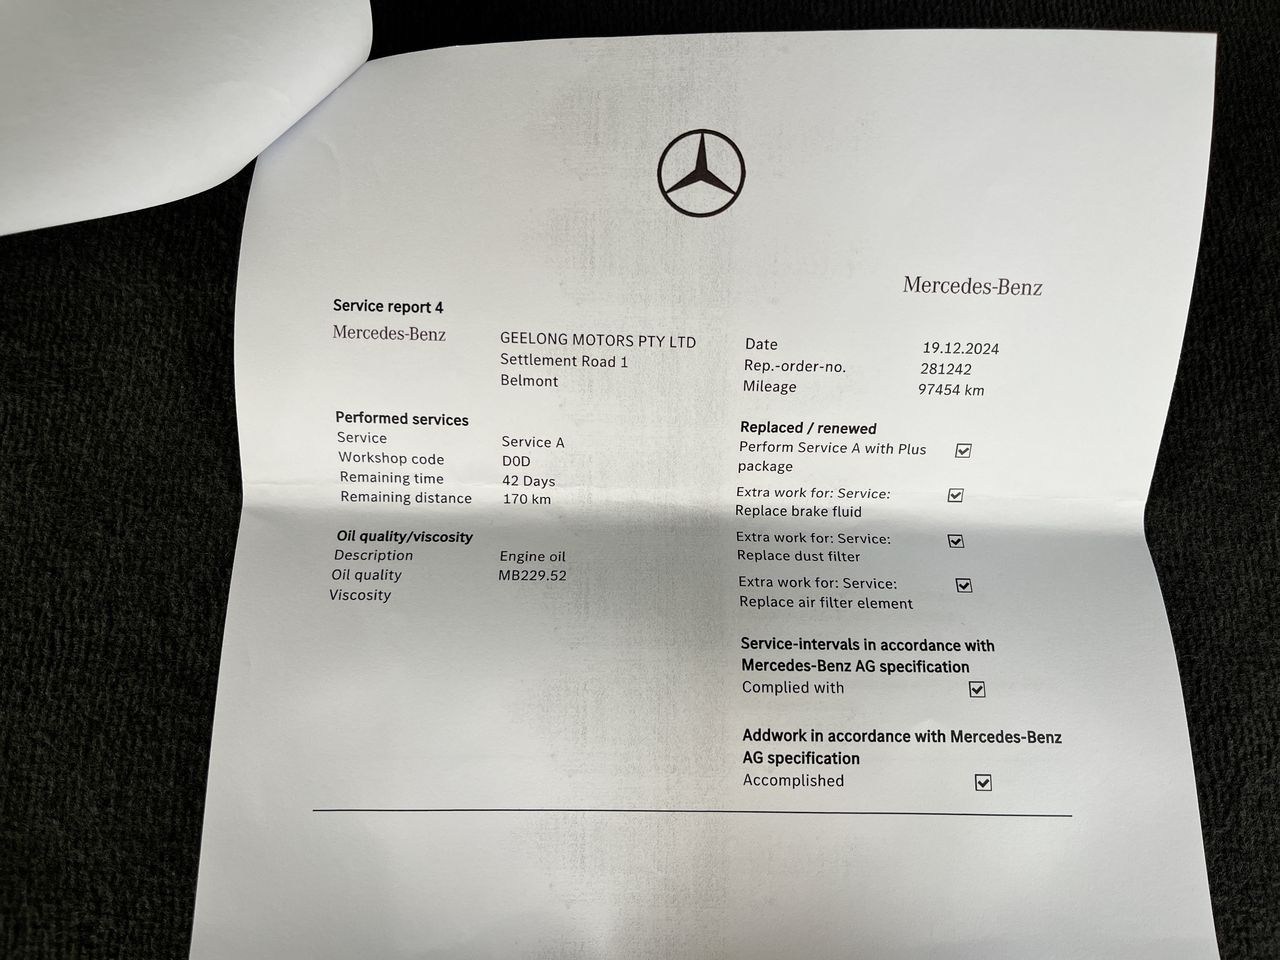 Mercedes-Benz
Service report 4
Mercedes-Benz
GEELONG MOTORS PTY LTD
Settlement Road 1
Belmont
Date 19.12.2024
Rep.-order-no. 281242
Mileage 97454 km
Performed services
Service Service A
Workshop code D0D
Remaining time 42 Days
Remaining distance 170 km
Oil quality/viscosity
Description Engine oil
Oil quality MB229.52
Viscosity
Replaced / renewed
Perform Service A with Plus
package
Extra work for: Service:
Replace brake fluid
Extra work for: Service:
Replace dust filter
Extra work for: Service:
Replace air filter element
Service-intervals in accordance with
Mercedes-Benz AG specification
Complied with
Addwork in accordance with Mercedes-Benz
AG specification
Accomplished